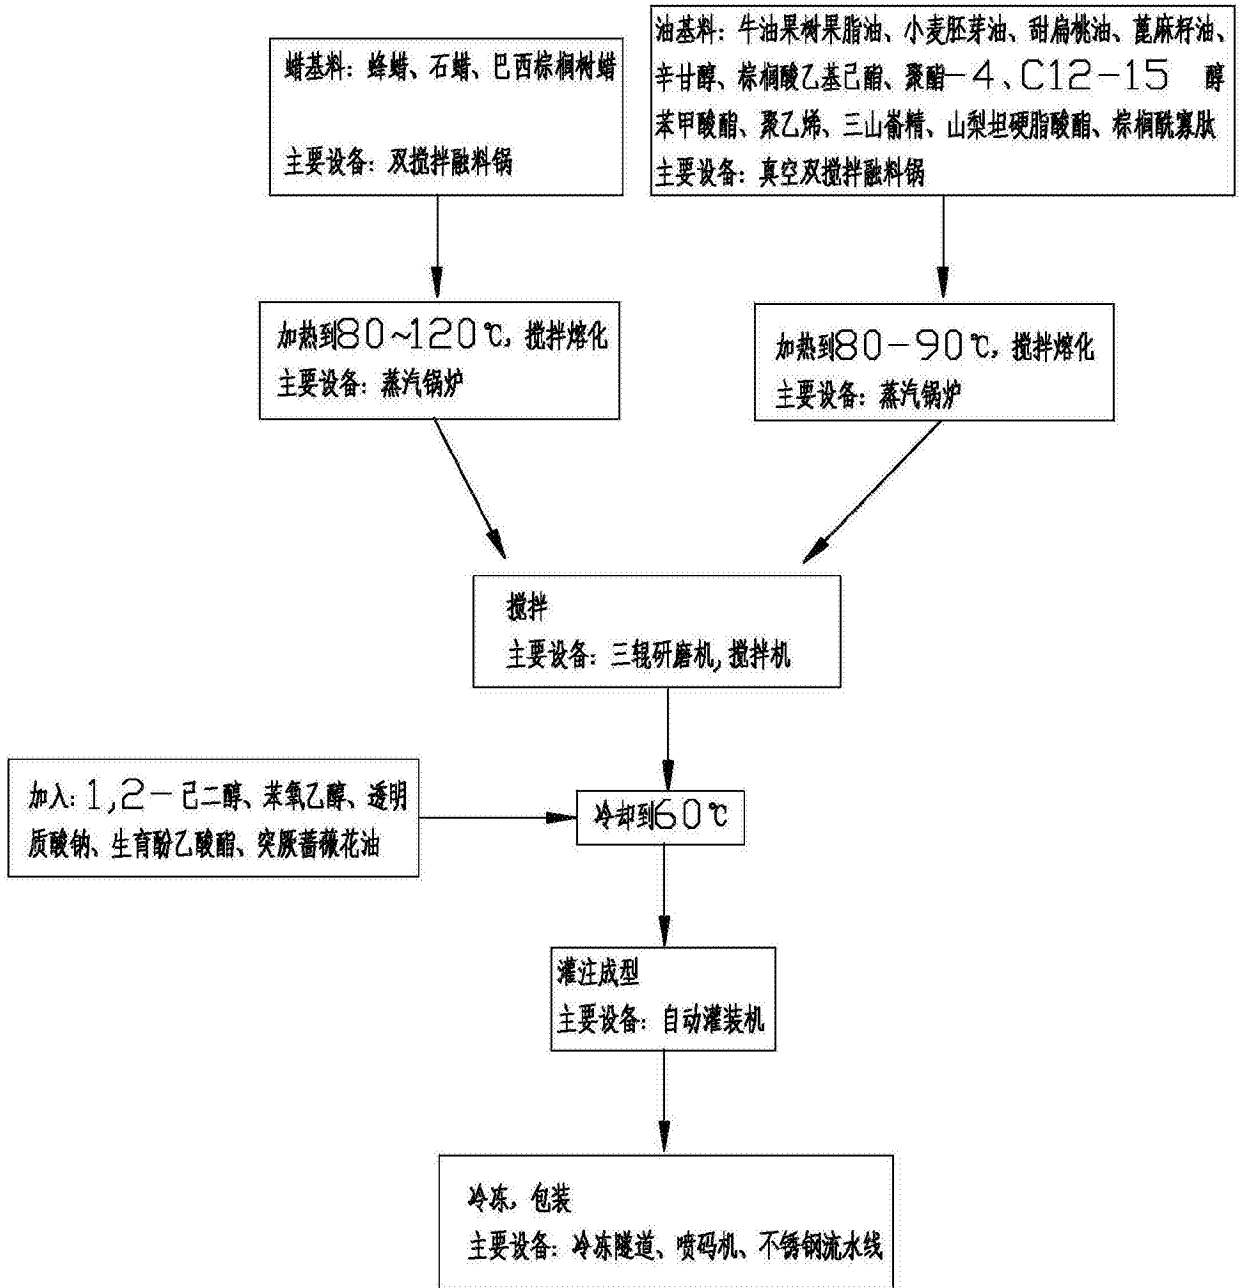 蜡基料：蜂蜡、石蜡、巴西棕榈树蜡
主要设备：双搅拌融料锅
油基料：牛油果树果脂油、小麦胚芽油、甜扁桃油、蓖麻籽油、
辛甘醇、棕榈酸乙基己酯、聚酯-4、C12-15 醇
苯甲酸酯、聚乙烯、三山嵛精、山梨坦硬脂酸酯、棕榈酰寡肽
主要设备：真空双搅拌融料锅
加热到80~120℃，搅拌熔化
主要设备：蒸汽锅炉
加热到80-90℃，搅拌熔化
主要设备：蒸汽锅炉
搅拌
主要设备：三辊研磨机，搅拌机
加入：1,2-己二醇、苯氧乙醇、透明
质酸钠、生育酚乙酸酯、突厥蔷薇花油
冷却到60℃
灌注成型
主要设备：自动灌装机
冷冻，包装
主要设备：冷冻隧道、喷码机、不锈钢流水线